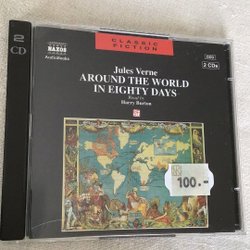 2 CD
NAXOS
AudioBooks
CLASSIC
FICTION
2 CDs
Jules Verne
AROUND THE WORLD
IN EIGHTY DAYS
Read by
Harry Burton
100.-